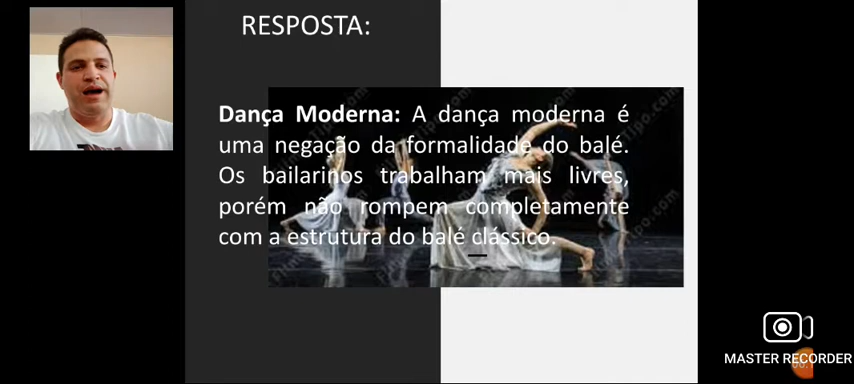 RESPOSTA:
Dança Moderna: A dança moderna é
uma negação da formalidade do balé.
Os bailarinos trabalham mais livres,
porém não rompem completamente
com a estrutura do balé clássico.
MASTER RECORDER